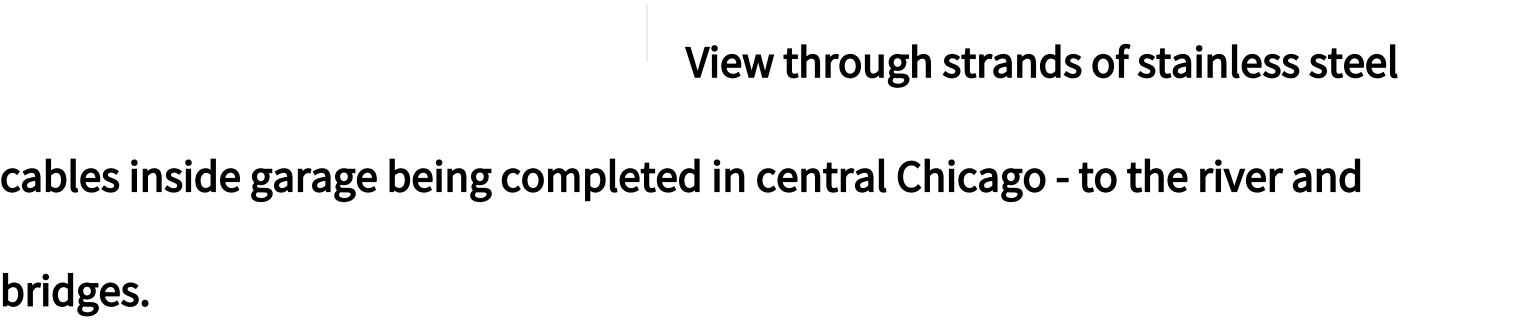 View through strands of stainless steel
cables inside garage being completed in central Chicago - to the river and
bridges.